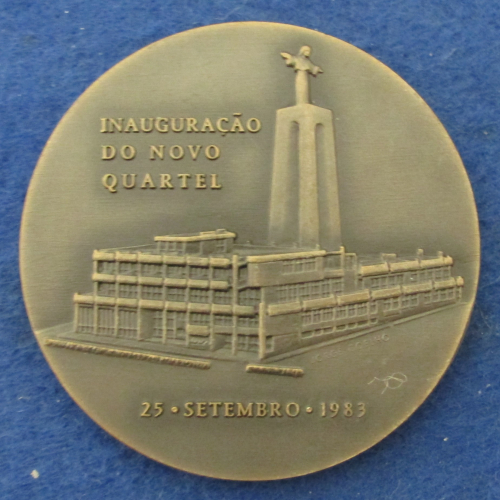 INAUGURAÇÃO
DO NOVO
QUARTEL
25 • SETEMBRO • 1983